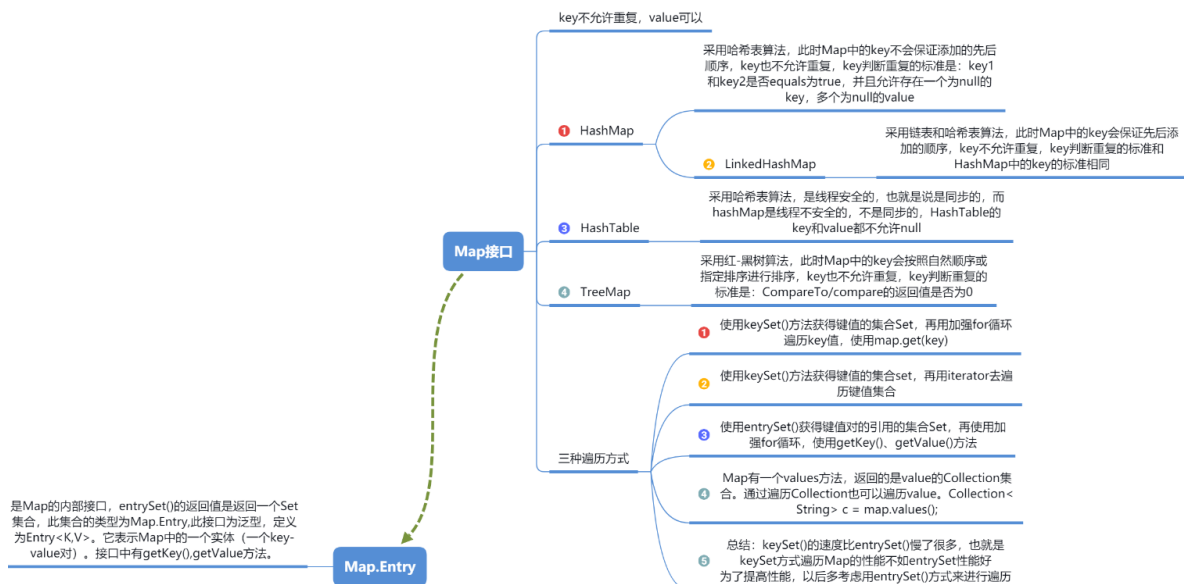 key不允许重复，value可以
采用哈希表算法，此时Map中的key不会保证添加的先后
顺序，key也不允许重复，key判断重复的标准是：key1
和key2是否equals为true，并且允许存在一个为null的
key，多个为null的value
1 HashMap
采用链表和哈希表算法，此时Map中的key会保证先后添
加的顺序，key不允许重复，key判断重复的标准和
HashMap中的key的标准相同
2 LinkedHashMap
采用哈希表算法，是线程安全的，也就是说是同步的，而
hashMap是线程不安全的，不是同步的，HashTable的
key和value都不允许null
3 HashTable
Map接口
采用红-黑树算法，此时Map中的key会按照自然顺序或
指定排序进行排序，key也不允许重复，key判断重复的
标准是：CompareTo/compare的返回值是否为0
4 TreeMap
三种遍历方式
1 使用keySet()方法获得键值的集合Set，再用加强for循环
遍历key值，使用map.get(key)
2 使用keySet()方法获得键值的集合set，再用iterator去遍
历键值集合
3 使用entrySet()获得键值对的引用的集合Set，再使用加
强for循环，使用getKey()、getValue()方法
4 Map有一个values方法，返回的是value的Collection集
合。通过遍历Collection也可以遍历value。Collection<
String> c = map.values();
5 总结：keySet()的速度比entrySet()慢了很多，也就是
keySet方式遍历Map的性能不如entrySet性能好
为了提高性能，以后多考虑用entrySet()方式来进行遍历
是Map的内部接口，entrySet()的返回值是返回一个Set
集合，此集合的类型为Map.Entry,此接口为泛型，定义
为Entry<K,V>。它表示Map中的一个实体（一个key-
value对）。接口中有getKey(),getValue方法。
Map.Entry